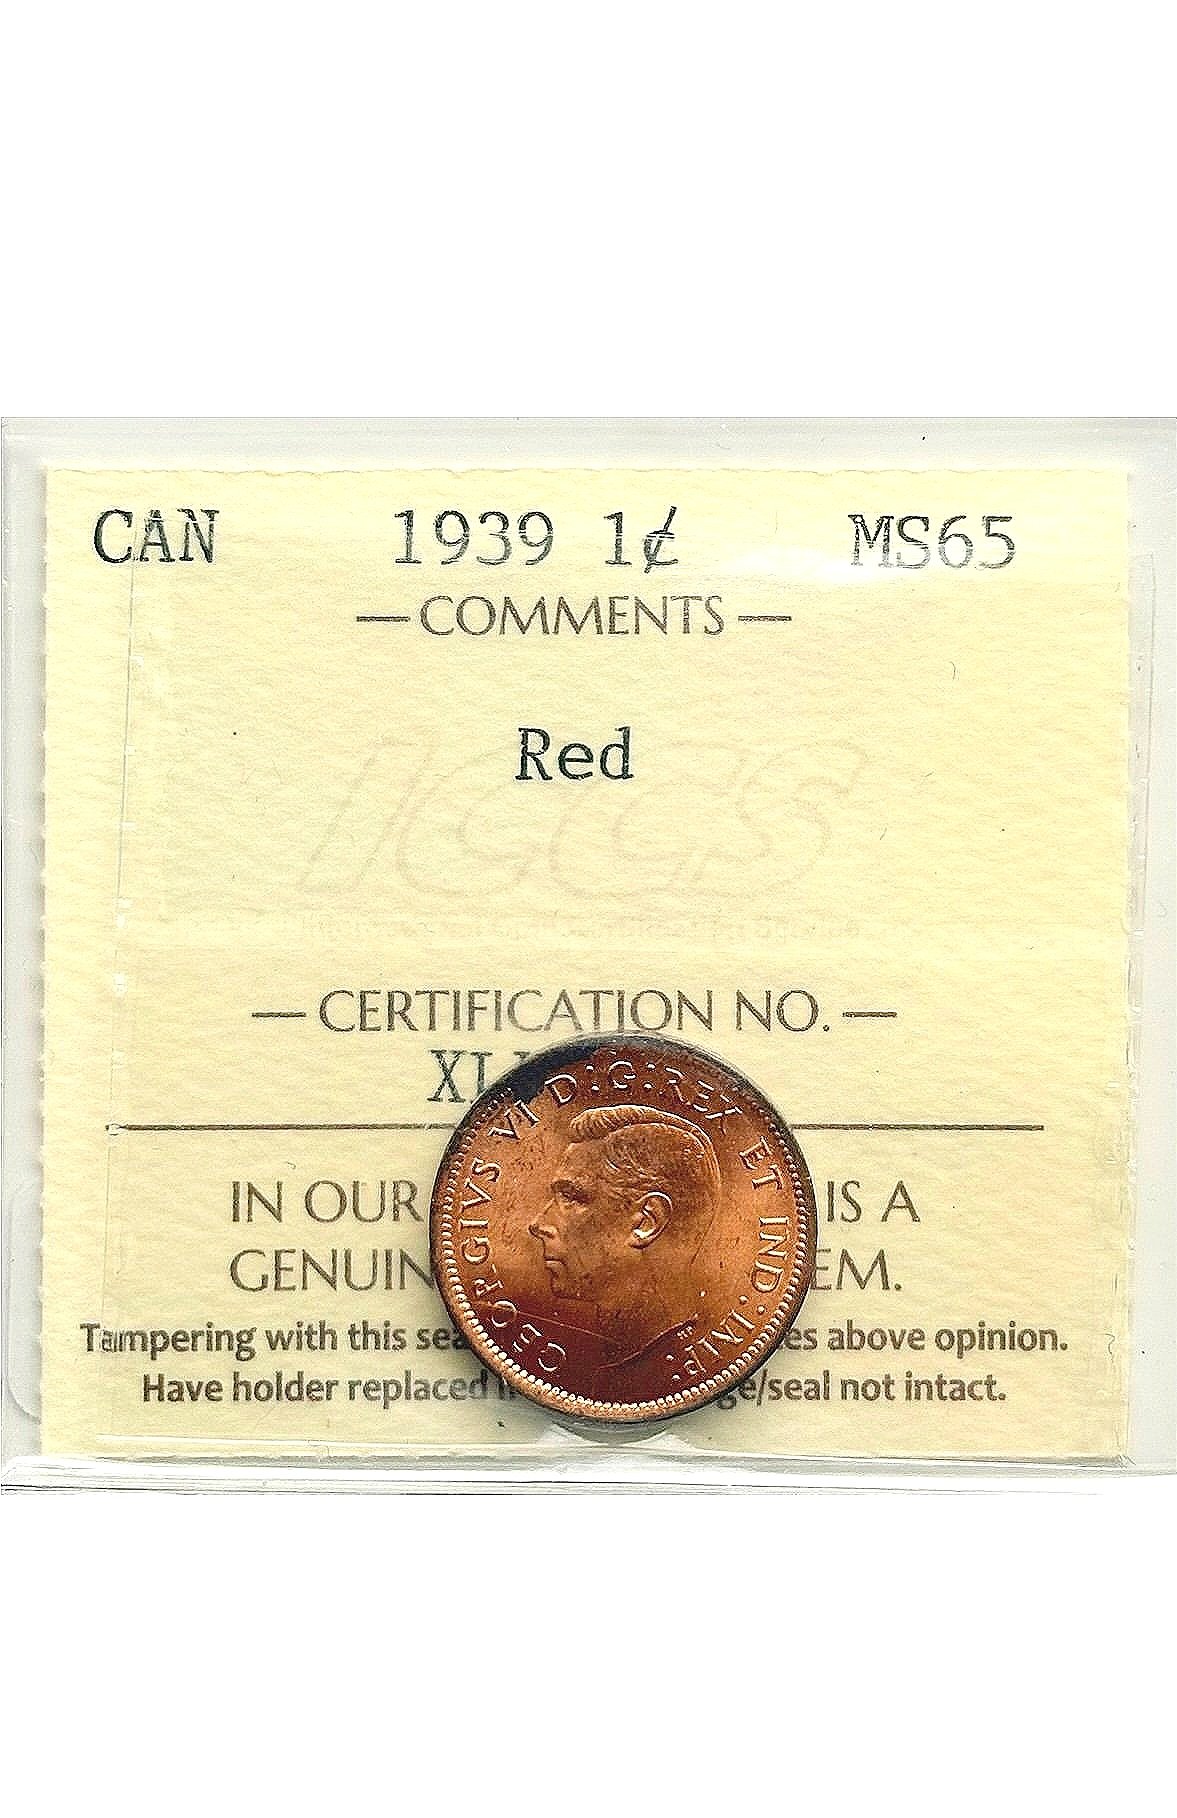 CAN 1939 1¢ MS65
— COMMENTS —
Red
ICCS
— CERTIFICATION NO. —
IN OUR IS A
GENUIN EM.
Tampering with this sea es above opinion.
Have holder replaced ge/seal not intact.
GEORGIVS VI D:G:REX ET IND:IMP: